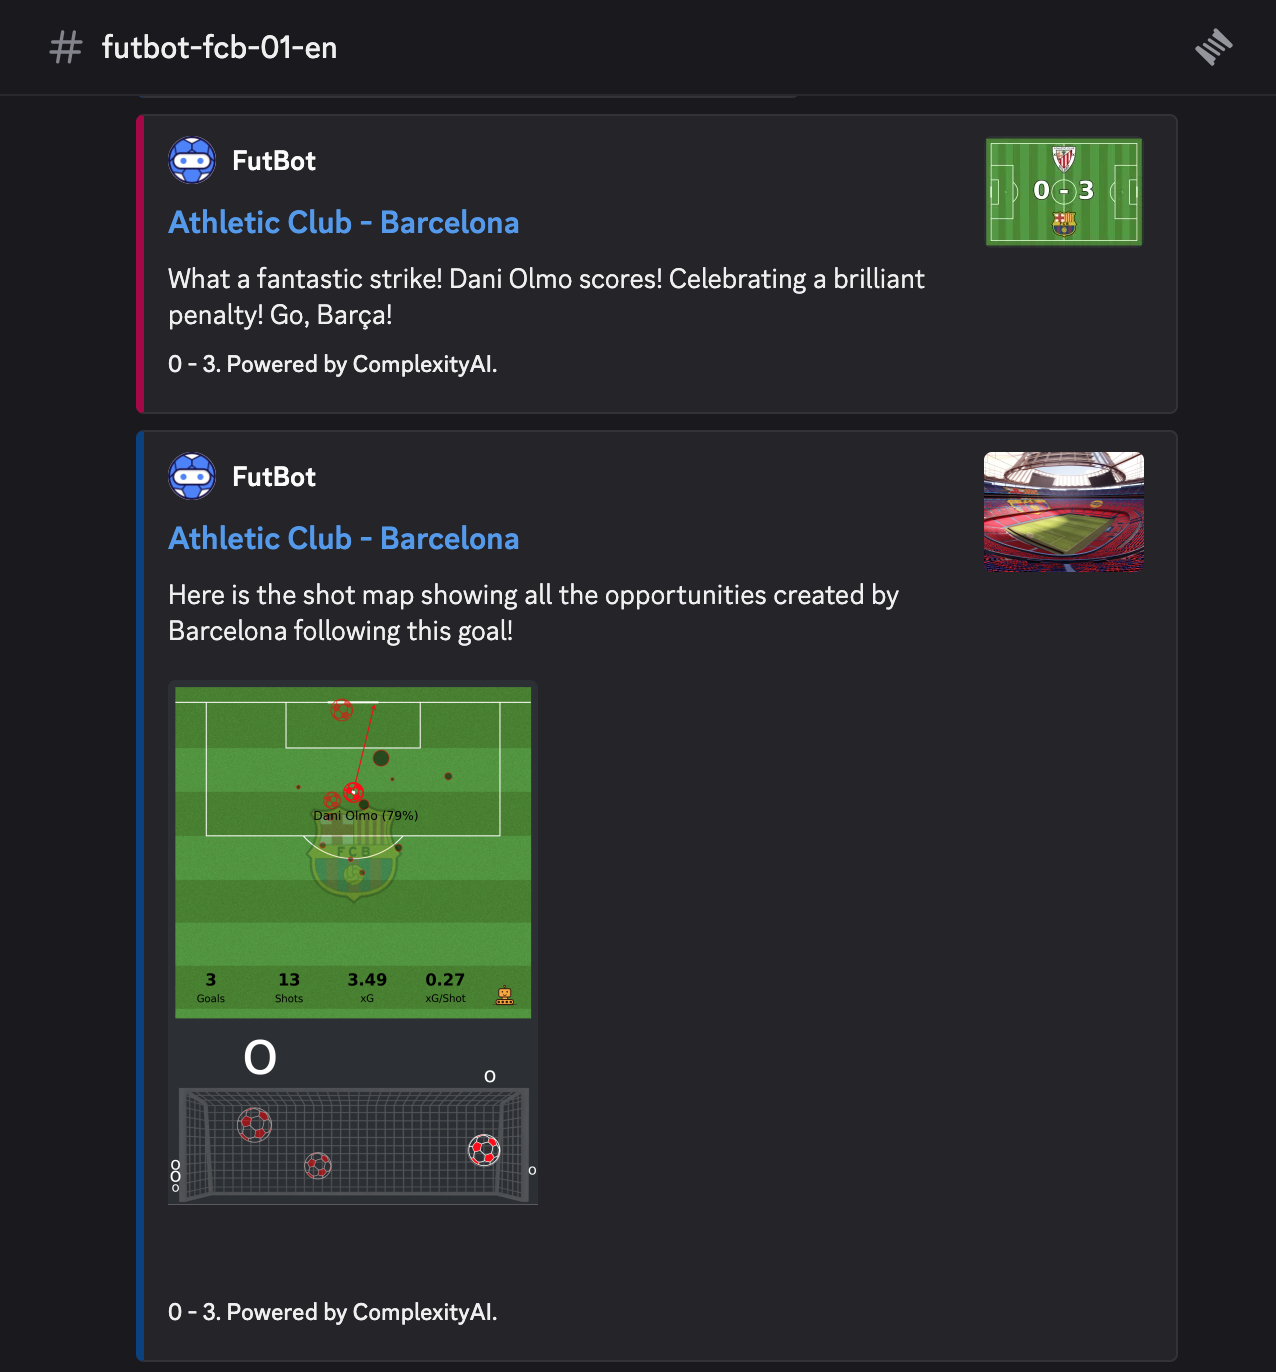 futbot-fcb-01-en
FutBot
0 - 3
Athletic Club - Barcelona
What a fantastic strike! Dani Olmo scores! Celebrating a brilliant
penalty! Go, Barça!
0 - 3. Powered by ComplexityAI.
FutBot
Athletic Club - Barcelona
Here is the shot map showing all the opportunities created by
Barcelona following this goal!
Dani Olmo (79%)
F C B
3 13 3.49 0.27
Goals Shots xG xG/Shot
0 - 3. Powered by ComplexityAI.